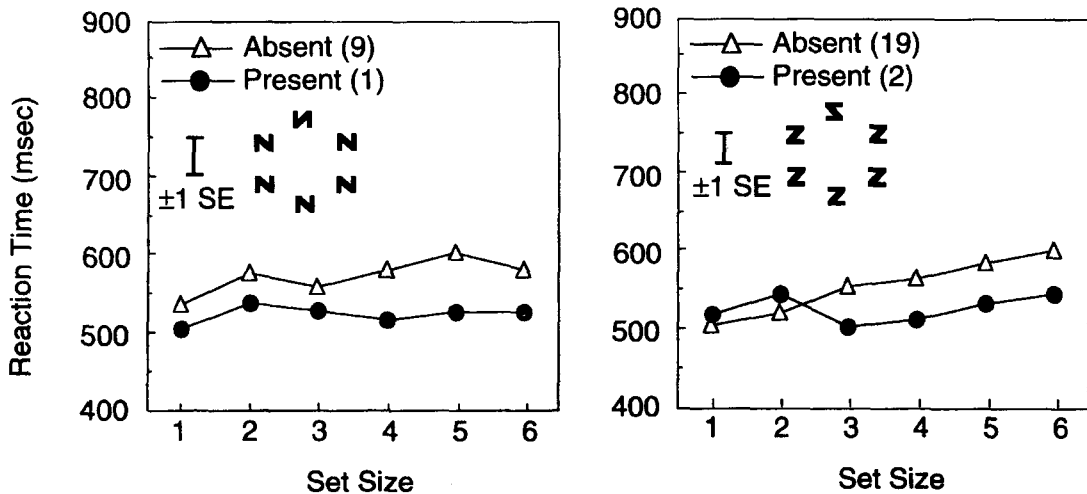 Reaction Time (msec)
900
800
700
600
500
400
Absent (9)
Present (1)
±1 SE
И
N N
N N
N
1 2 3 4 5 6
Set Size
900
800
700
600
500
400
Absent (19)
Present (2)
±1 SE
Z Z
Z Z
Z
1 2 3 4 5 6
Set Size